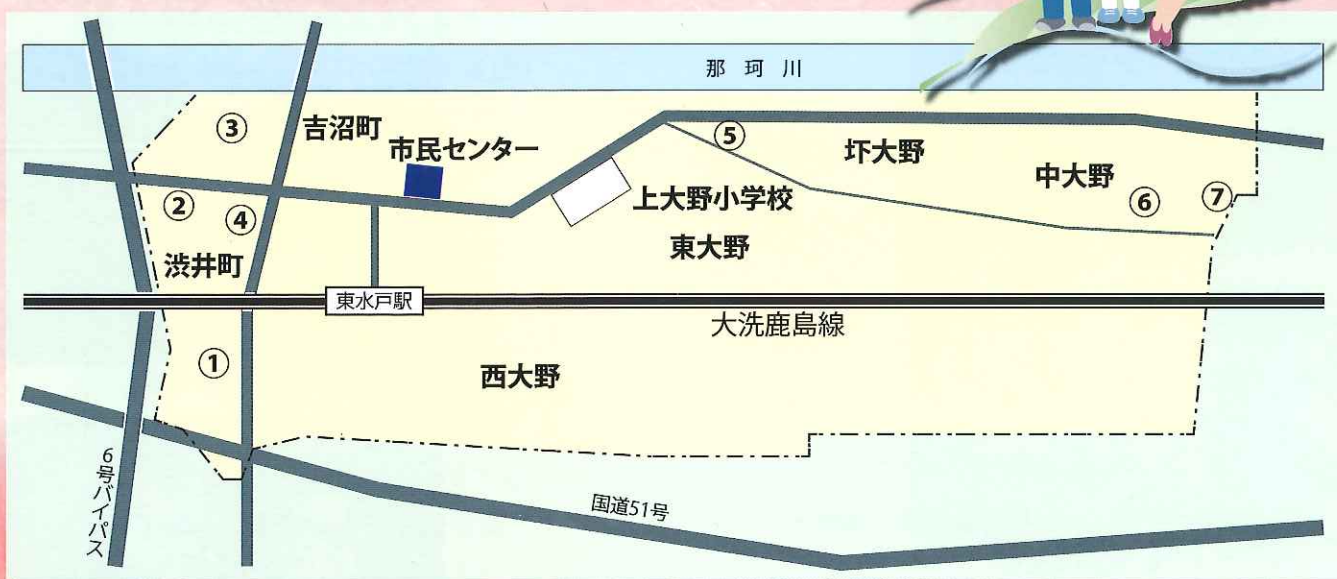 那珂川
③
吉沼町
市民センター
⑤
圷大野
中大野
②
④
上大野小学校
⑥
⑦
渋井町
東大野
東水戸駅
大洗鹿島線
①
西大野
6号バイパス
国道51号